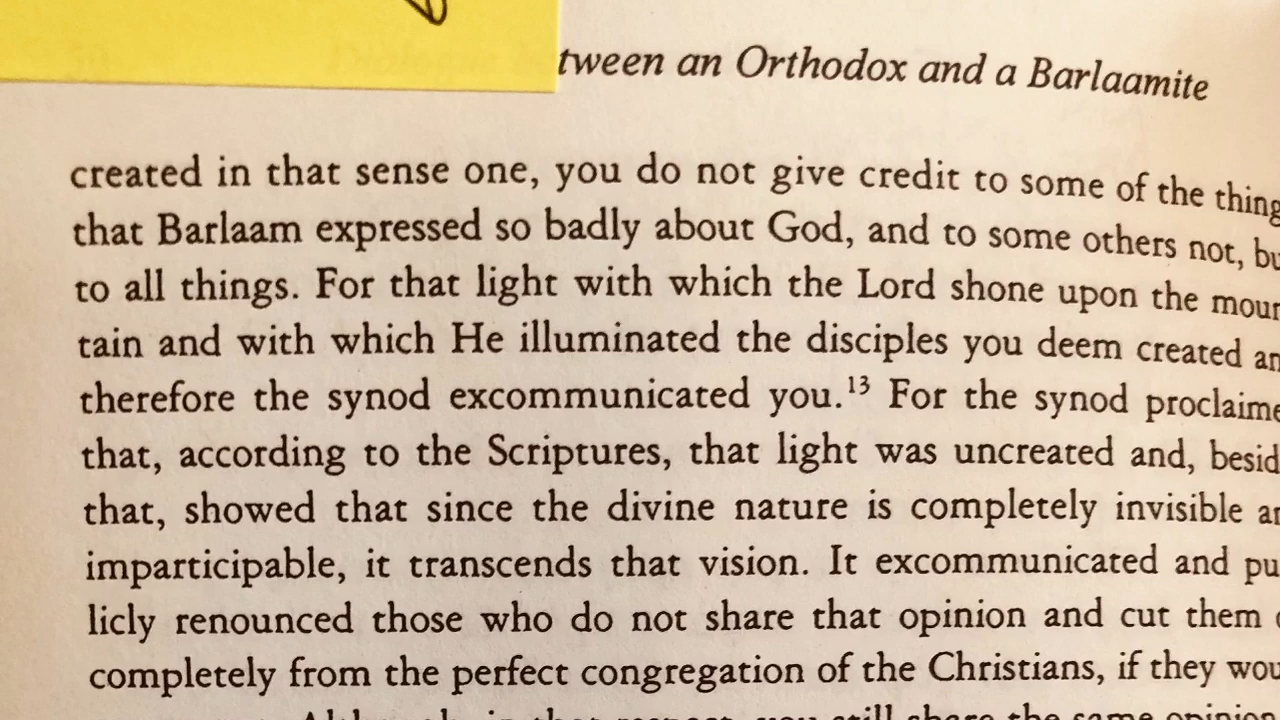 tween an Orthodox and a Barlaamite
created in that sense one, you do not give credit to some of the thing
that Barlaam expressed so badly about God, and to some others not, bu
to all things. For that light with which the Lord shone upon the moun
tain and with which He illuminated the disciples you deem created an
therefore the synod excommunicated you.¹³ For the synod proclaime
that, according to the Scriptures, that light was uncreated and, besid
that, showed that since the divine nature is completely invisible an
imparticipable, it transcends that vision. It excommunicated and pu
licly renounced those who do not share that opinion and cut them
completely from the perfect congregation of the Christians, if they wou
you still share the same opinion